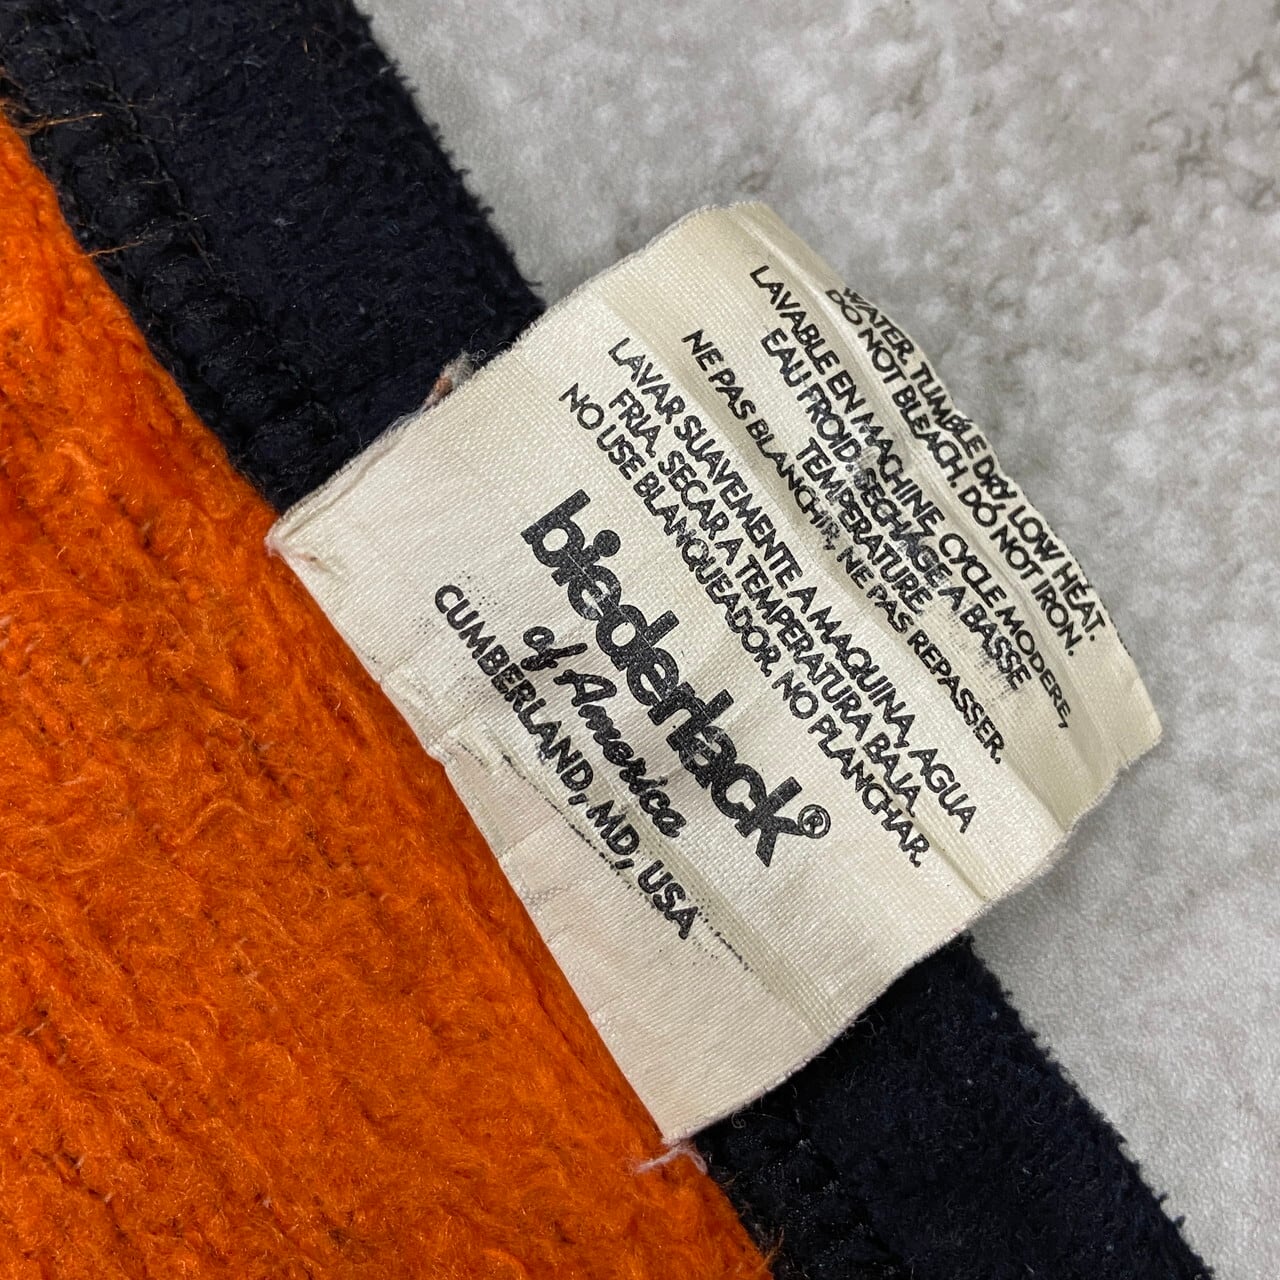 WATER. TUMBLE DRY, LOW HEAT.
DO NOT BLEACH. DO NOT IRON.
LAVABLE EN MACHINE, CYCLE MODERE,
EAU FROID. SECHAGE A BASSE
TEMPERATURE.
NE PAS BLANCHIR, NE PAS REPASSER.
LAVAR SUAVEMENTE A MAQUINA, AGUA
FRIA. SECAR A TEMPERATURA BAJA.
NO USE BLANQUEADOR. NO PLANCHAR.
biederlack®
of America
CUMBERLAND, MD, USA